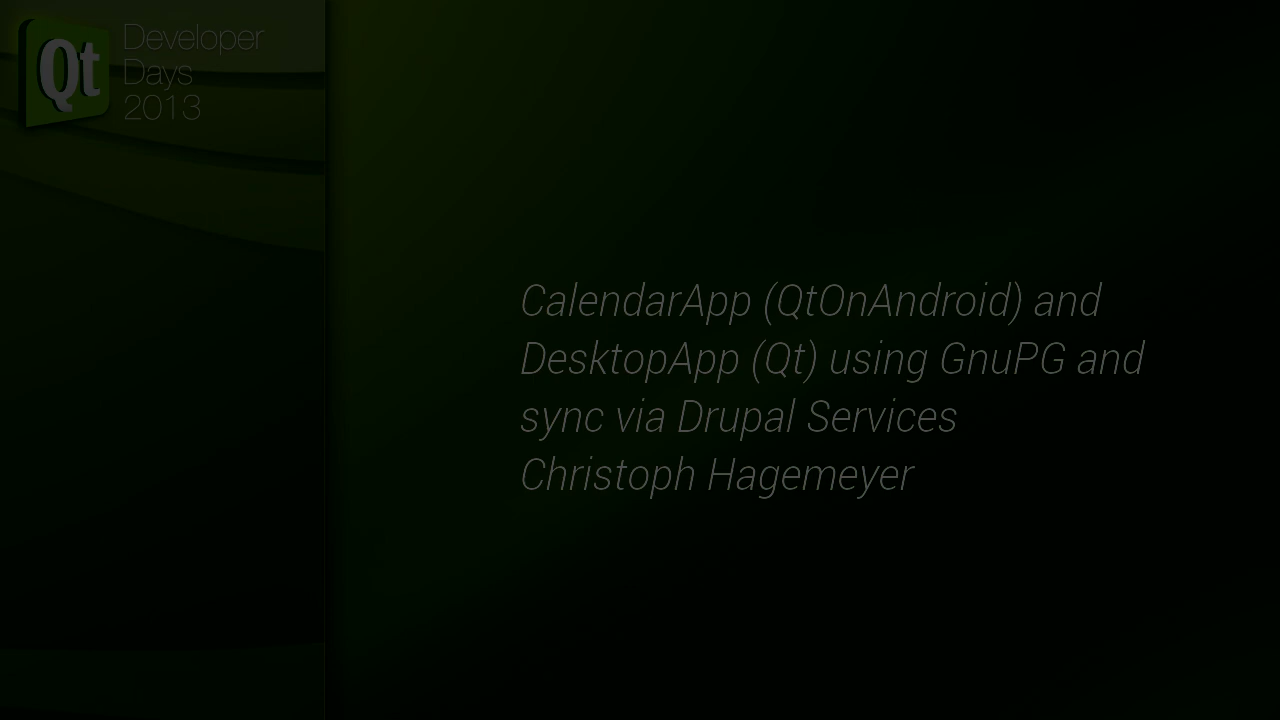 Qt
Developer
Days
2013
CalendarApp (QtOnAndroid) and
DesktopApp (Qt) using GnuPG and
sync via Drupal Services
Christoph Hagemeyer